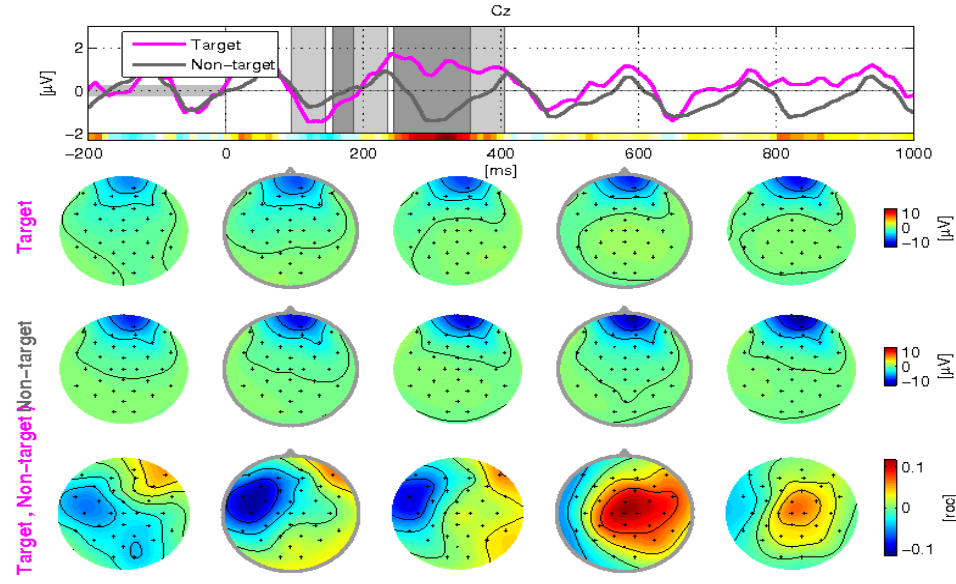 Cz
[µV]
2
0
−2
Target
Non−target
−200
0
200
400
600
800
1000
[ms]
Target
10
0
−10
[µV]
Non−target
10
0
−10
[µV]
Target , Non−target
0.1
0
−0.1
[roc]